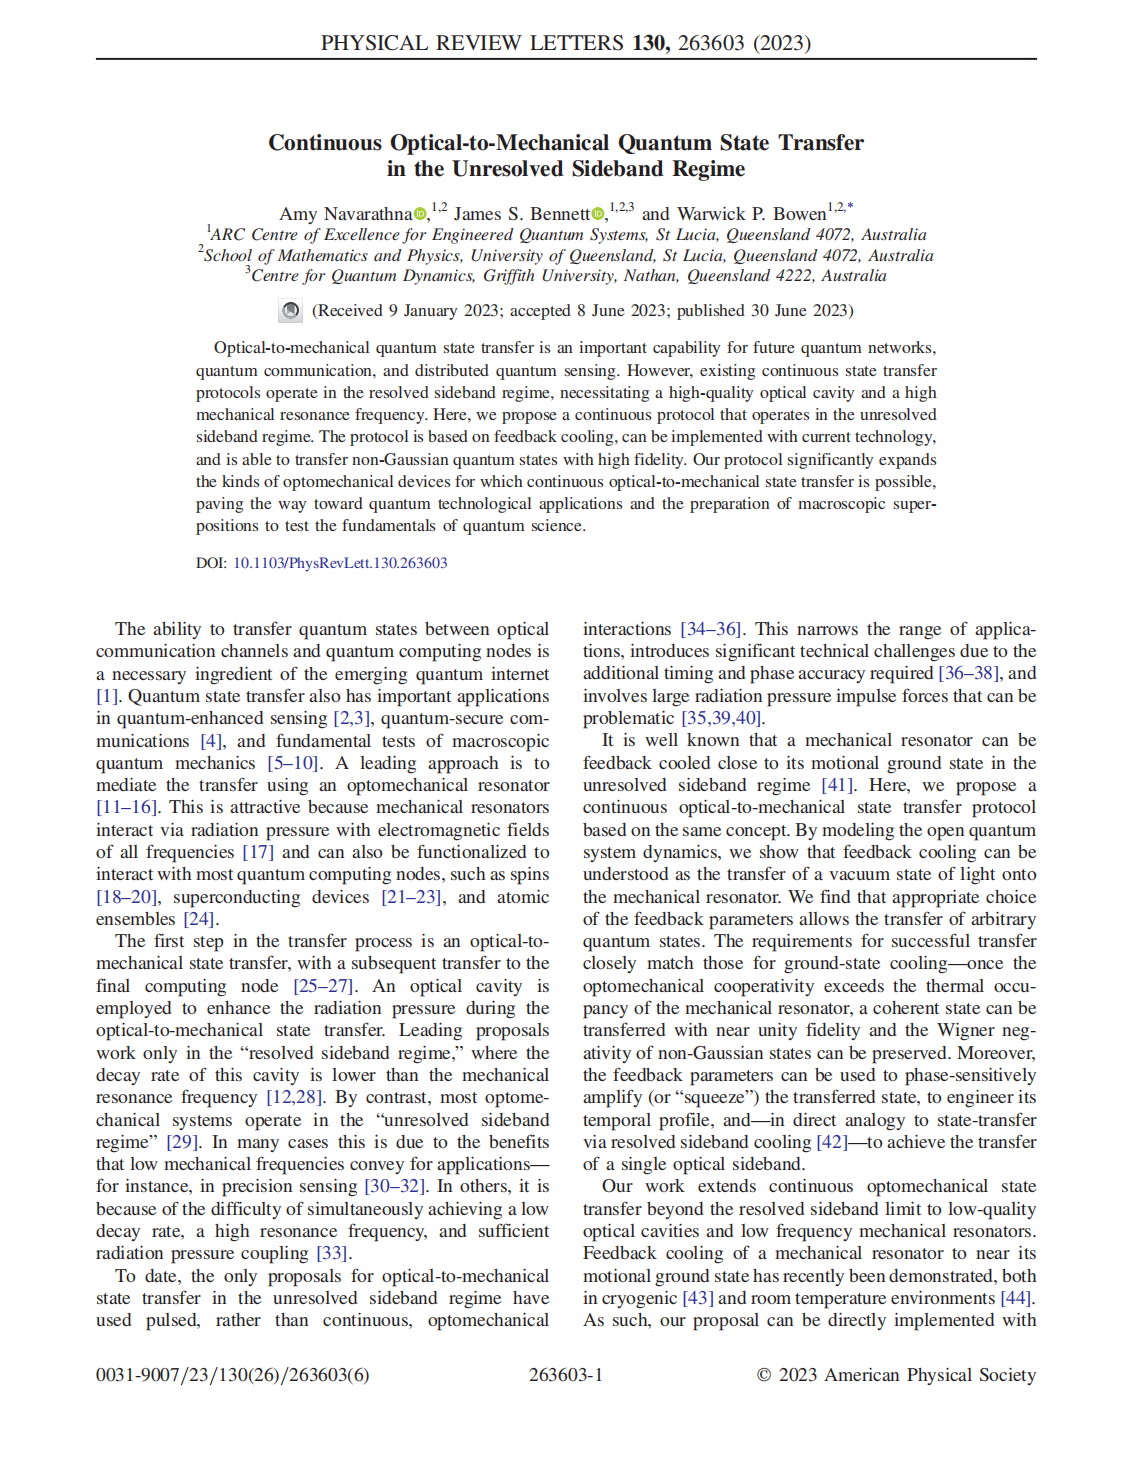 PHYSICAL REVIEW LETTERS 130, 263603 (2023)
Continuous Optical-to-Mechanical Quantum State Transfer
in the Unresolved Sideband Regime
Amy Navarathna,1,2 James S. Bennett,1,2,3 and Warwick P. Bowen1,2,*
1ARC Centre of Excellence for Engineered Quantum Systems, St Lucia, Queensland 4072, Australia
2School of Mathematics and Physics, University of Queensland, St Lucia, Queensland 4072, Australia
3Centre for Quantum Dynamics, Griffith University, Nathan, Queensland 4222, Australia
(Received 9 January 2023; accepted 8 June 2023; published 30 June 2023)
Optical-to-mechanical quantum state transfer is an important capability for future quantum networks,
quantum communication, and distributed quantum sensing. However, existing continuous state transfer
protocols operate in the resolved sideband regime, necessitating a high-quality optical cavity and a high
mechanical resonance frequency. Here, we propose a continuous protocol that operates in the unresolved
sideband regime. The protocol is based on feedback cooling, can be implemented with current technology,
and is able to transfer non-Gaussian quantum states with high fidelity. Our protocol significantly expands
the kinds of optomechanical devices for which continuous optical-to-mechanical state transfer is possible,
paving the way toward quantum technological applications and the preparation of macroscopic super-
positions to test the fundamentals of quantum science.
DOI: 10.1103/PhysRevLett.130.263603
The ability to transfer quantum states between optical
communication channels and quantum computing nodes is
a necessary ingredient of the emerging quantum internet
[1]. Quantum state transfer also has important applications
in quantum-enhanced sensing [2,3], quantum-secure com-
munications [4], and fundamental tests of macroscopic
quantum mechanics [5–10]. A leading approach is to
mediate the transfer using an optomechanical resonator
[11–16]. This is attractive because mechanical resonators
interact via radiation pressure with electromagnetic fields
of all frequencies [17] and can also be functionalized to
interact with most quantum computing nodes, such as spins
[18–20], superconducting devices [21–23], and atomic
ensembles [24].
The first step in the transfer process is an optical-to-
mechanical state transfer, with a subsequent transfer to the
final computing node [25–27]. An optical cavity is
employed to enhance the radiation pressure during the
optical-to-mechanical state transfer. Leading proposals
work only in the “resolved sideband regime,” where the
decay rate of this cavity is lower than the mechanical
resonance frequency [12,28]. By contrast, most optome-
chanical systems operate in the “unresolved sideband
regime” [29]. In many cases this is due to the benefits
that low mechanical frequencies convey for applications—
for instance, in precision sensing [30–32]. In others, it is
because of the difficulty of simultaneously achieving a low
decay rate, a high resonance frequency, and sufficient
radiation pressure coupling [33].
To date, the only proposals for optical-to-mechanical
state transfer in the unresolved sideband regime have
used pulsed, rather than continuous, optomechanical
interactions [34–36]. This narrows the range of applica-
tions, introduces significant technical challenges due to the
additional timing and phase accuracy required [36–38], and
involves large radiation pressure impulse forces that can be
problematic [35,39,40].
It is well known that a mechanical resonator can be
feedback cooled close to its motional ground state in the
unresolved sideband regime [41]. Here, we propose a
continuous optical-to-mechanical state transfer protocol
based on the same concept. By modeling the open quantum
system dynamics, we show that feedback cooling can be
understood as the transfer of a vacuum state of light onto
the mechanical resonator. We find that appropriate choice
of the feedback parameters allows the transfer of arbitrary
quantum states. The requirements for successful transfer
closely match those for ground-state cooling—once the
optomechanical cooperativity exceeds the thermal occu-
pancy of the mechanical resonator, a coherent state can be
transferred with near unity fidelity and the Wigner neg-
ativity of non-Gaussian states can be preserved. Moreover,
the feedback parameters can be used to phase-sensitively
amplify (or “squeeze”) the transferred state, to engineer its
temporal profile, and—in direct analogy to state-transfer
via resolved sideband cooling [42]—to achieve the transfer
of a single optical sideband.
Our work extends continuous optomechanical state
transfer beyond the resolved sideband limit to low-quality
optical cavities and low frequency mechanical resonators.
Feedback cooling of a mechanical resonator to near its
motional ground state has recently been demonstrated, both
in cryogenic [43] and room temperature environments [44].
As such, our proposal can be directly implemented with
0031-9007/23/130(26)/263603(6)
263603-1
© 2023 American Physical Society